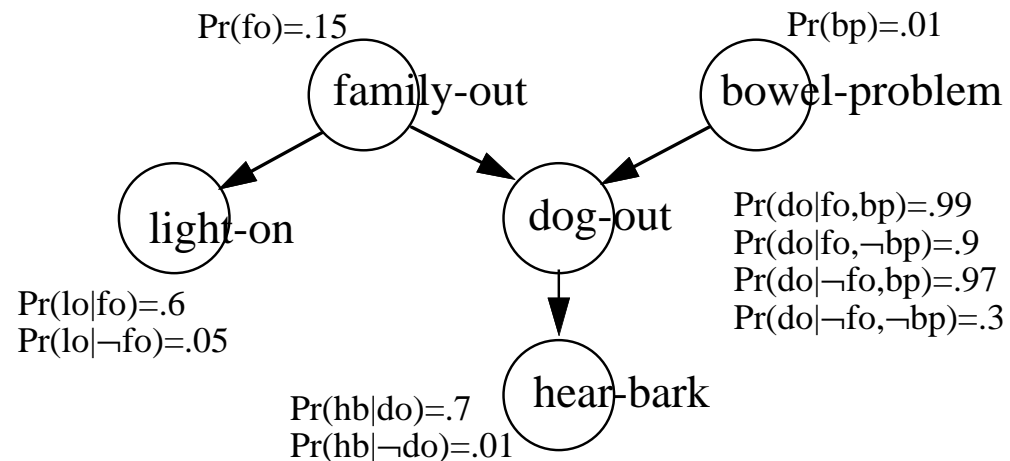 Pr(fo)=.15
Pr(bp)=.01
family-out
bowel-problem
light-on
dog-out
Pr(do|fo,bp)=.99
Pr(do|fo,¬bp)=.9
Pr(do|¬fo,bp)=.97
Pr(do|¬fo,¬bp)=.3
Pr(lo|fo)=.6
Pr(lo|¬fo)=.05
hear-bark
Pr(hb|do)=.7
Pr(hb|¬do)=.01